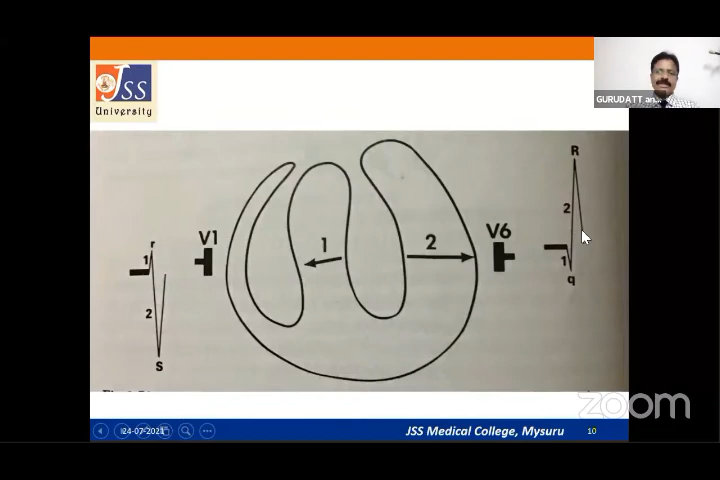 JSS
University
GURUDATT an
R
2
1
q
V1
r
1
2
S
1
2
V6
zoom
24-07-2021
JSS Medical College, Mysuru
10